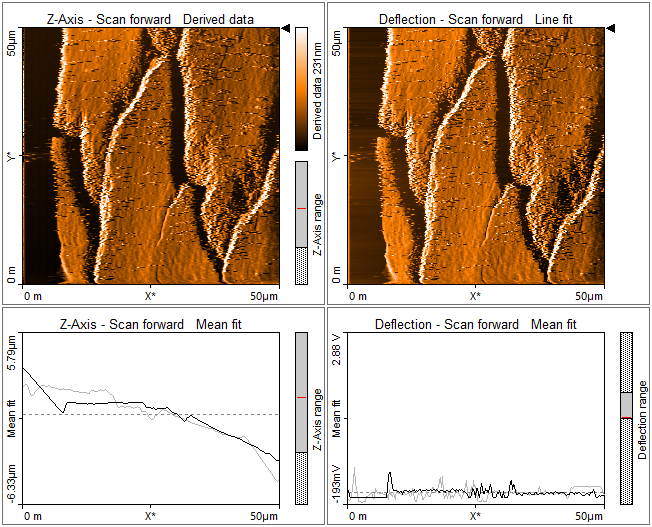 Z-Axis - Scan forward Derived data
50µm
Y*
0 m
0 m
X*
50µm
Derived data 231nm
Z-Axis range
Deflection - Scan forward Line fit
50µm
Y*
0 m
0 m
X*
50µm
Z-Axis - Scan forward Mean fit
5.79µm
Mean fit
-6.33µm
0 m
X*
50µm
Z-Axis range
Deflection - Scan forward Mean fit
2.88 V
Mean fit
-193mV
0 m
X*
50µm
Deflection range